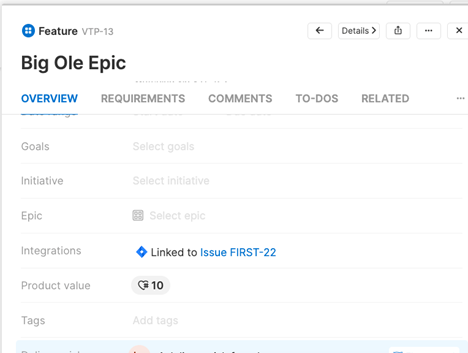 Feature VTP-13
Details
Big Ole Epic
OVERVIEW REQUIREMENTS COMMENTS TO-DOS RELATED
Goals Select goals
Initiative Select initiative
Epic Select epic
Integrations Linked to Issue FIRST-22
Product value 10
Tags Add tags